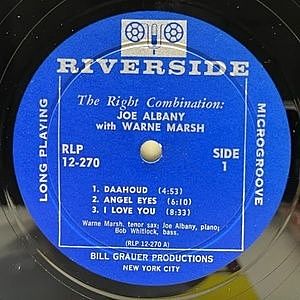 RIVERSIDE
The Right Combination:
JOE ALBANY
with WARNE MARSH
LONG PLAYING
MICROGROOVE
RLP
12-270
SIDE
1
1. DAAHOUD (4:53)
2. ANGEL EYES (6:10)
3. I LOVE YOU (8:33)
Warne Marsh, tenor sax; Joe Albany, piano;
Bob Whitlock, bass.
(RLP 12-270 A)
BILL GRAUER PRODUCTIONS
NEW YORK CITY